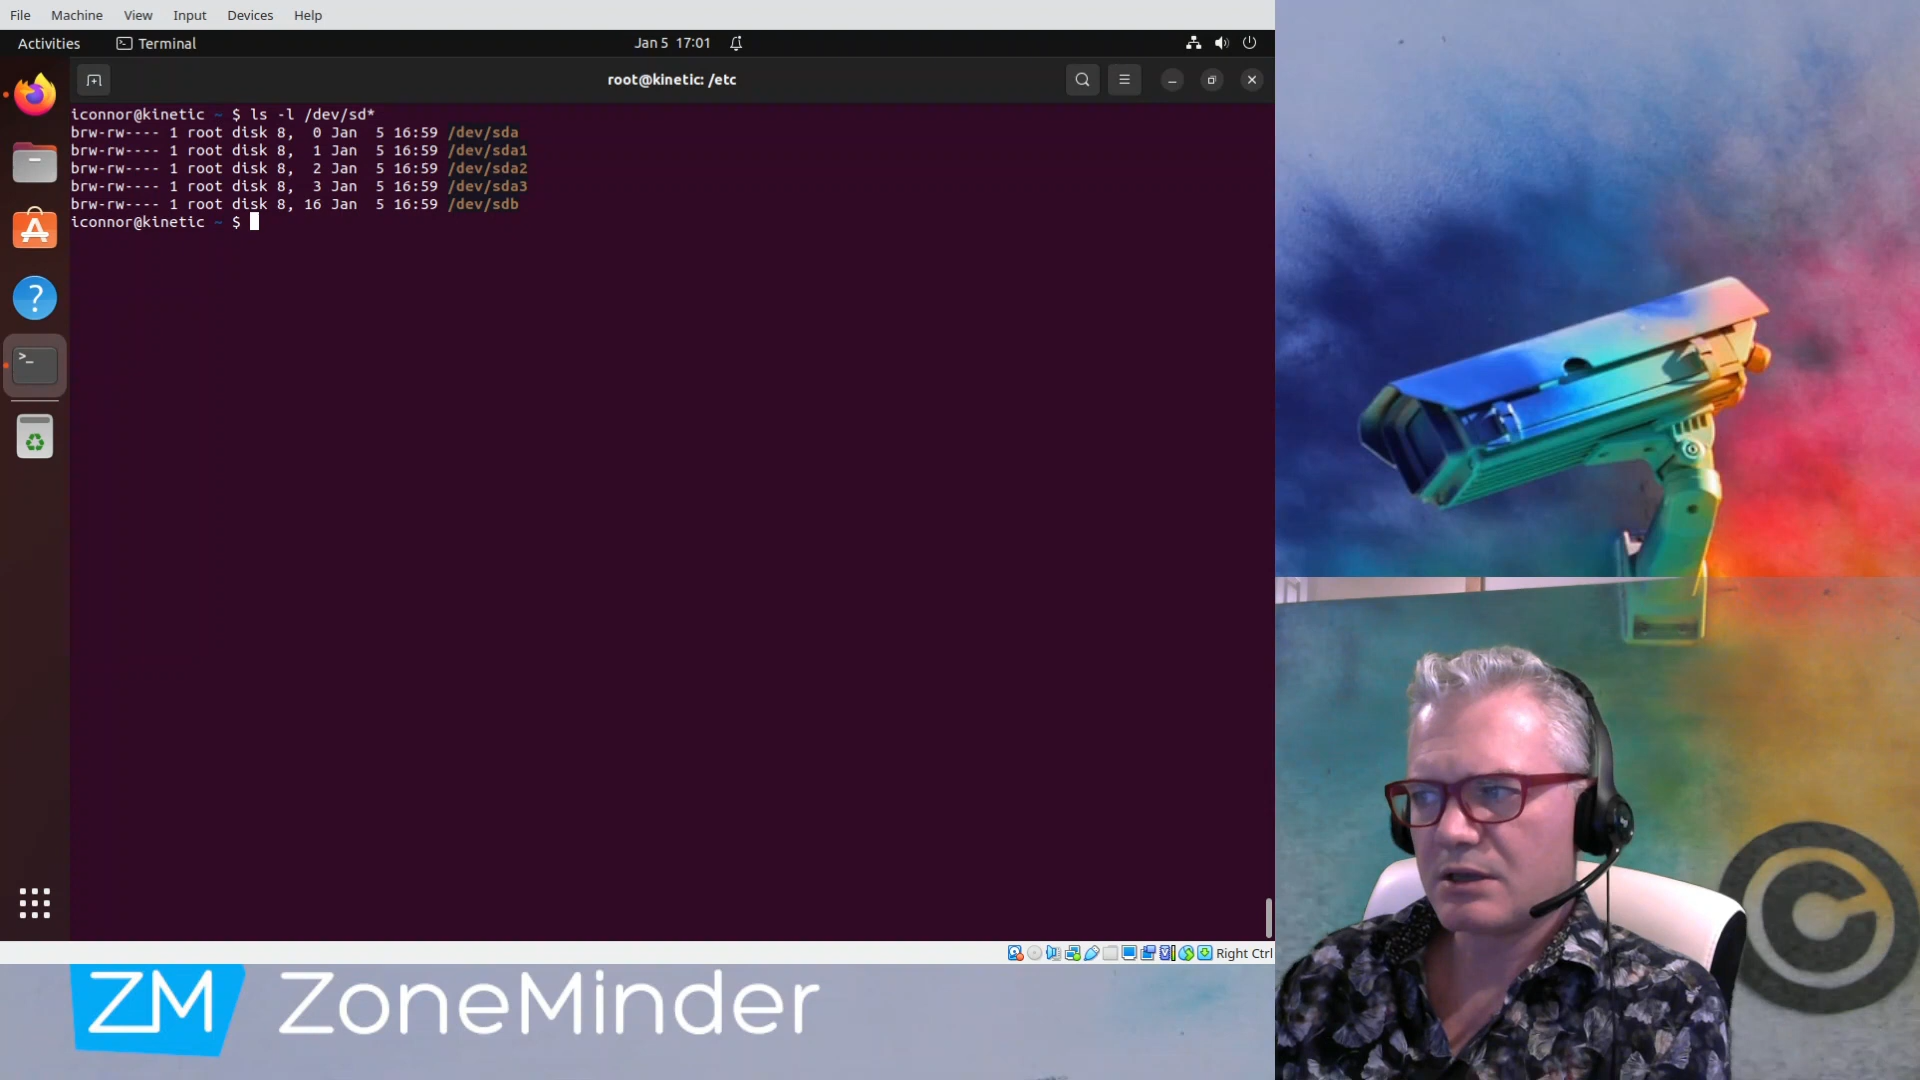 File Machine View Input Devices Help
Activities Terminal Jan 5 17:01
root@kinetic: /etc
iconnor@kinetic ~ $ ls -l /dev/sd*
brw-rw---- 1 root disk 8,  0 Jan  5 16:59 /dev/sda
brw-rw---- 1 root disk 8,  1 Jan  5 16:59 /dev/sda1
brw-rw---- 1 root disk 8,  2 Jan  5 16:59 /dev/sda2
brw-rw---- 1 root disk 8,  3 Jan  5 16:59 /dev/sda3
brw-rw---- 1 root disk 8, 16 Jan  5 16:59 /dev/sdb
iconnor@kinetic ~ $
Right Ctrl
ZM ZoneMinder